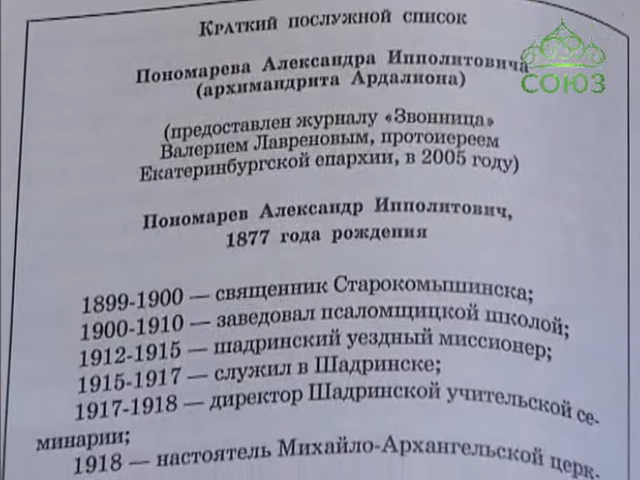 Краткий послужной список
Пономарева Александра Ипполитовича
(архимандрита Ардалиона)
(предоставлен журналу «Звонница»
Валерием Лавреновым, протоиереем
Екатеринбургской епархии, в 2005 году)
Пономарев Александр Ипполитович,
1877 года рождения
1899-1900 — священник Старокомышинска;
1900-1910 — заведовал псаломщицкой школой;
1912-1915 — шадринский уездный миссионер;
1915-1917 — служил в Шадринске;
1917-1918 — директор Шадринской учительской се-
минарии;
1918 — настоятель Михайло-Архангельской церк-
СОЮЗ